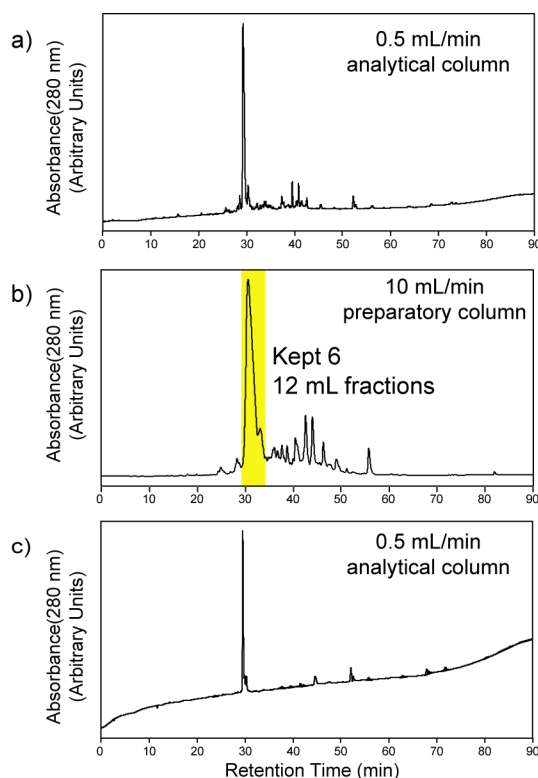 a)
0.5 mL/min
analytical column
Absorbance(280 nm)
(Arbitrary Units)
0 10 20 30 40 50 60 70 80 90
b)
10 mL/min
preparatory column
Kept 6
12 mL fractions
Absorbance(280 nm)
(Arbitrary Units)
0 10 20 30 40 50 60 70 80 90
c)
0.5 mL/min
analytical column
Absorbance(280 nm)
(Arbitrary Units)
0 10 20 30 40 50 60 70 80 90
Retention Time (min)